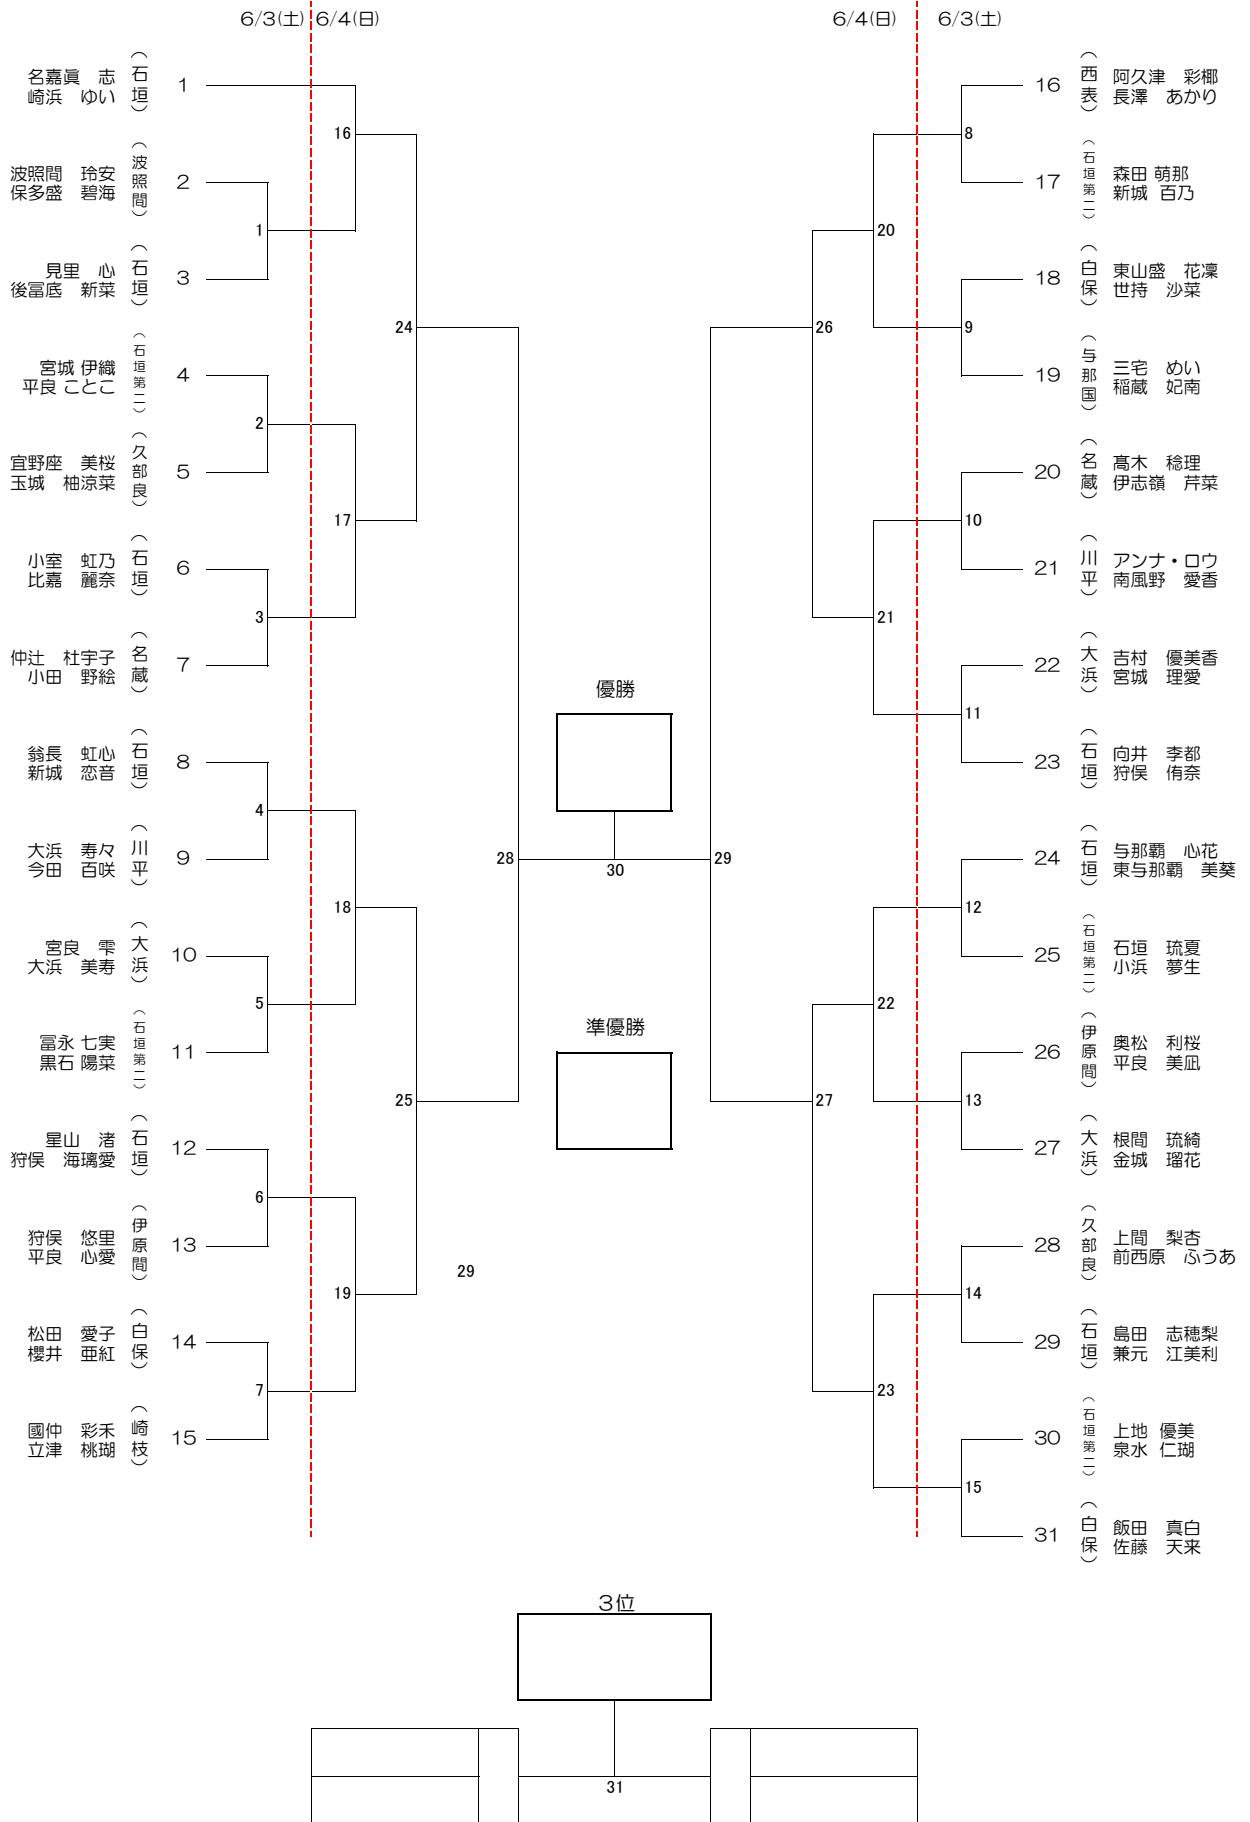 6/3(土) 6/4(日)
6/4(日) 6/3(土)
名嘉眞 志
崎浜 ゆい
（石垣）
1
波照間 玲安
保多盛 碧海
（波照間）
2
見里 心
後冨底 新菜
（石垣）
3
宮城 伊織
平良 ことこ
（石垣第二）
4
宜野座 美桜
玉城 柚涼菜
（久部良）
5
小室 虹乃
比嘉 麗奈
（石垣）
6
仲辻 杜宇子
小田 野絵
（名蔵）
7
翁長 虹心
新城 恋音
（石垣）
8
大浜 寿々
今田 百咲
（川平）
9
宮良 雫
大浜 美寿
（大浜）
10
冨永 七実
黒石 陽菜
（石垣第二）
11
星山 渚
狩俣 海璃愛
（石垣）
12
狩俣 悠里
平良 心愛
（伊原間）
13
松田 愛子
櫻井 亜紅
（白保）
14
國仲 彩禾
立津 桃瑚
（崎枝）
15
1
2
3
4
5
6
7
16
17
18
19
24
25
29
28
優勝
30
準優勝
29
26
27
20
21
22
23
8
9
10
11
12
13
14
15
16
（西表）
阿久津 彩椰
長澤 あかり
17
（石垣第二）
森田 萌那
新城 百乃
18
（白保）
東山盛 花凜
世持 沙菜
19
（与那国）
三宅 めい
稲蔵 妃南
20
（名蔵）
髙木 稔理
伊志嶺 芹菜
21
（川平）
アンナ・ロウ
南風野 愛香
22
（大浜）
吉村 優美香
宮城 理愛
23
（石垣）
向井 李都
狩俣 侑奈
24
（石垣）
与那覇 心花
東与那覇 美葵
25
（石垣第二）
石垣 琉夏
小浜 夢生
26
（伊原間）
奥松 利桜
平良 美凪
27
（大浜）
根間 琉綺
金城 瑠花
28
（久部良）
上間 梨杏
前西原 ふうあ
29
（石垣）
島田 志穂梨
兼元 江美利
30
（石垣第二）
上地 優美
泉水 仁瑚
31
（白保）
飯田 真白
佐藤 天来
3位
31